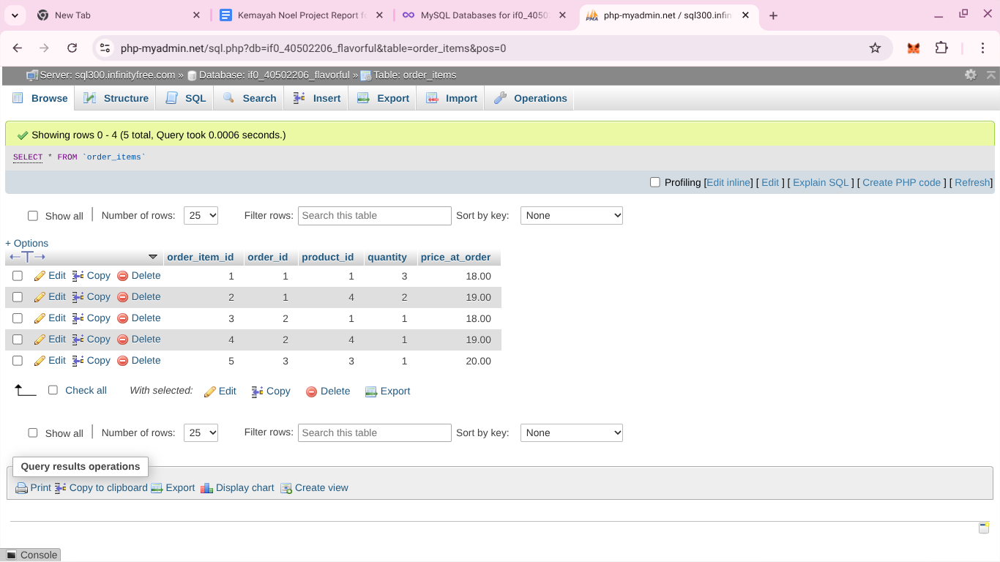 New Tab
Kemayah Noel Project Report f
MySQL Databases for if0_4050
php-myadmin.net / sql300.infin
php-myadmin.net/sql.php?db=if0_40502206_flavorful&table=order_items&pos=0
Server: sql300.infinityfree.com » Database: if0_40502206_flavorful » Table: order_items
Browse Structure SQL Search Insert Export Import Operations
Showing rows 0 - 4 (5 total, Query took 0.0006 seconds.)
SELECT * FROM `order_items`
Profiling [Edit inline] [ Edit ] [ Explain SQL ] [ Create PHP code ] [ Refresh]
Show all Number of rows: 25 Filter rows: Search this table Sort by key: None
+ Options
order_item_id order_id product_id quantity price_at_order
Edit Copy Delete 1 1 1 3 18.00
Edit Copy Delete 2 1 4 2 19.00
Edit Copy Delete 3 2 1 1 18.00
Edit Copy Delete 4 2 4 1 19.00
Edit Copy Delete 5 3 3 1 20.00
Check all With selected: Edit Copy Delete Export
Show all Number of rows: 25 Filter rows: Search this table Sort by key: None
Query results operations
Print Copy to clipboard Export Display chart Create view
Console